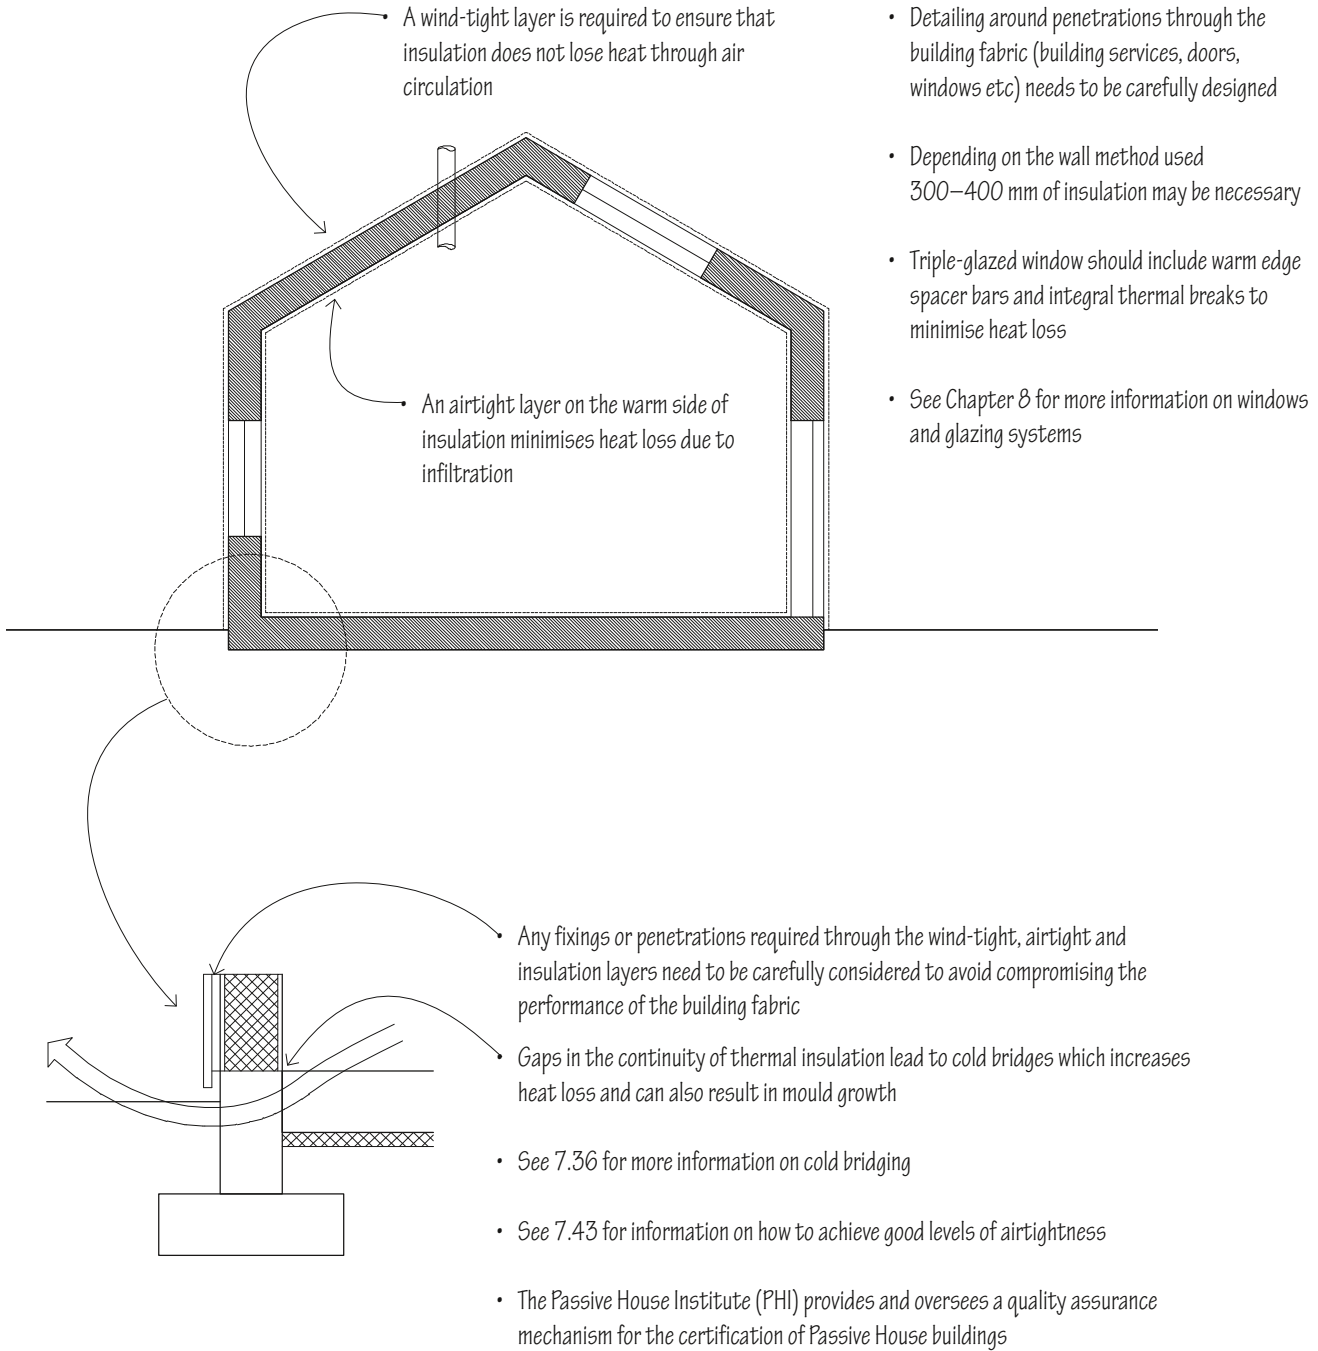 • A wind-tight layer is required to ensure that
insulation does not lose heat through air
circulation
• Detailing around penetrations through the
building fabric (building services, doors,
windows etc) needs to be carefully designed
• Depending on the wall method used
300–400 mm of insulation may be necessary
• Triple-glazed window should include warm edge
spacer bars and integral thermal breaks to
minimise heat loss
• See Chapter 8 for more information on windows
and glazing systems
• An airtight layer on the warm side of
insulation minimises heat loss due to
infiltration
• Any fixings or penetrations required through the wind-tight, airtight and
insulation layers need to be carefully considered to avoid compromising the
performance of the building fabric
• Gaps in the continuity of thermal insulation lead to cold bridges which increases
heat loss and can also result in mould growth
• See 7.36 for more information on cold bridging
• See 7.43 for information on how to achieve good levels of airtightness
• The Passive House Institute (PHI) provides and oversees a quality assurance
mechanism for the certification of Passive House buildings